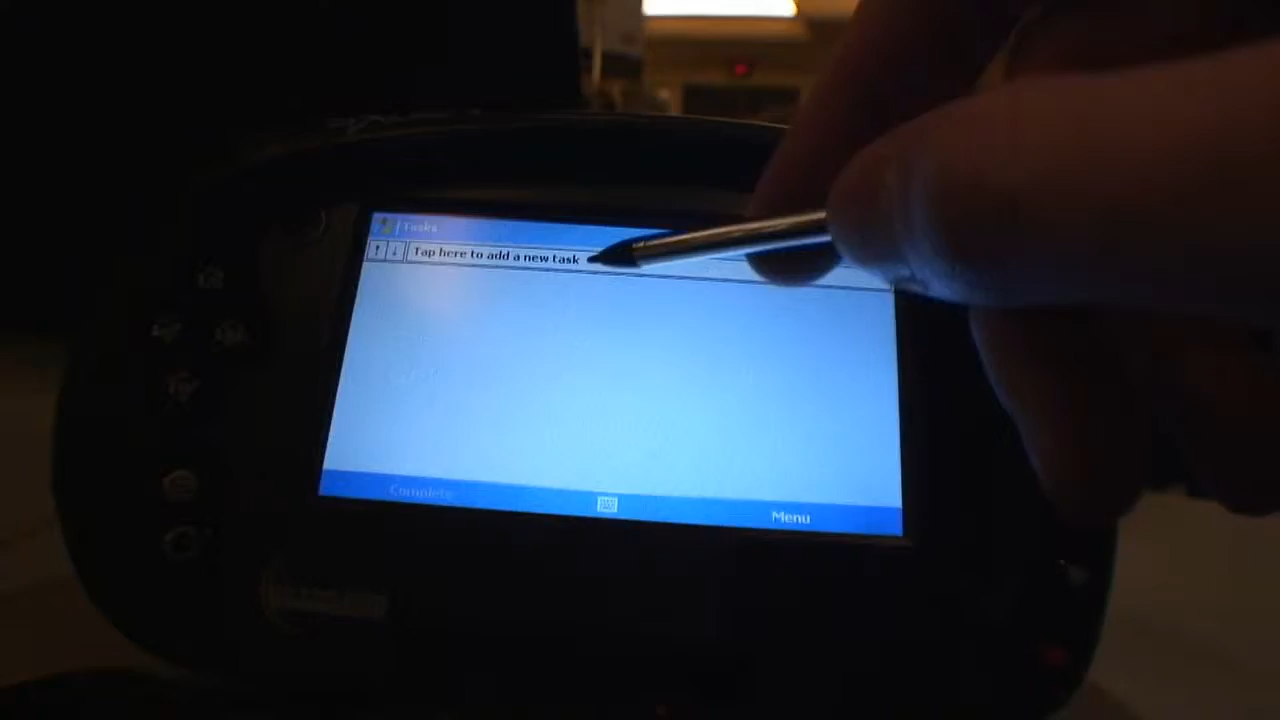 Tasks
! ↓ Tap here to add a new task
Complete
Menu